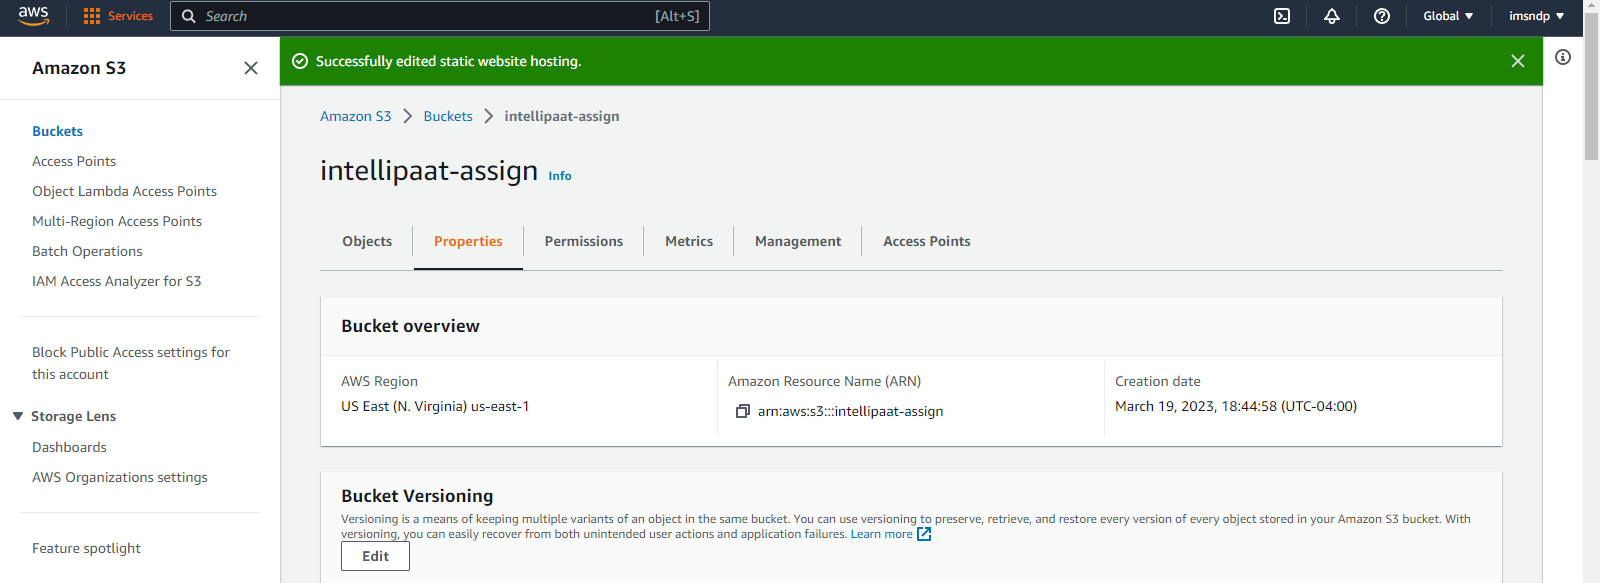 aws
Services
Search
[Alt+S]
Global
imsndp
Amazon S3
Successfully edited static website hosting.
Buckets
Access Points
Object Lambda Access Points
Multi-Region Access Points
Batch Operations
IAM Access Analyzer for S3
Block Public Access settings for
this account
Storage Lens
Dashboards
AWS Organizations settings
Feature spotlight
Amazon S3 > Buckets > intellipaat-assign
intellipaat-assign Info
Objects
Properties
Permissions
Metrics
Management
Access Points
Bucket overview
AWS Region
US East (N. Virginia) us-east-1
Amazon Resource Name (ARN)
arn:aws:s3:::intellipaat-assign
Creation date
March 19, 2023, 18:44:58 (UTC-04:00)
Bucket Versioning
Versioning is a means of keeping multiple variants of an object in the same bucket. You can use versioning to preserve, retrieve, and restore every version of every object stored in your Amazon S3 bucket. With
versioning, you can easily recover from both unintended user actions and application failures. Learn more
Edit